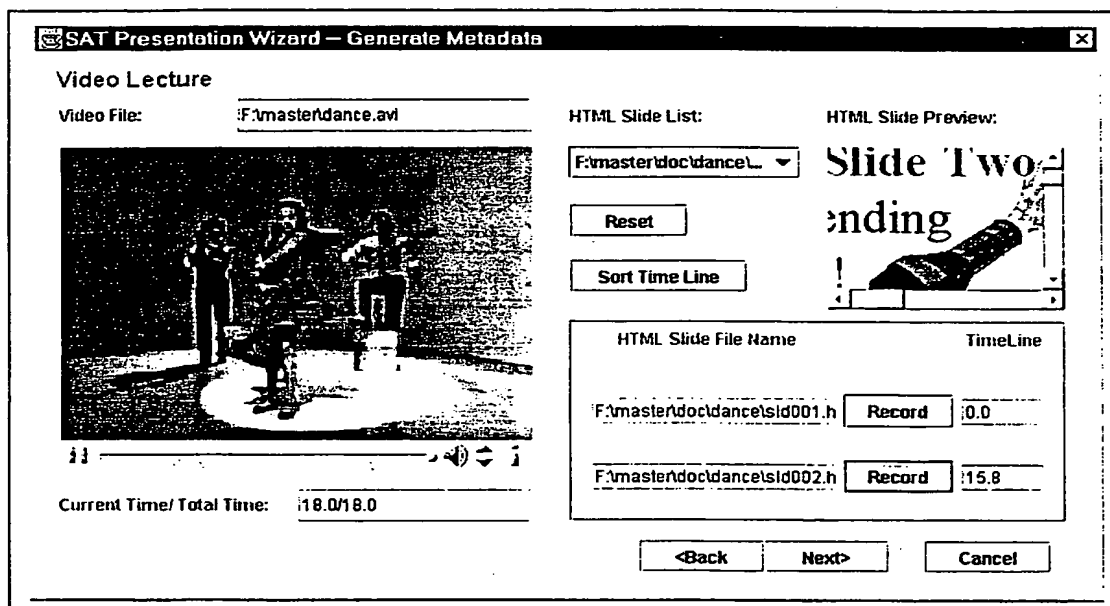 SAT Presentation Wizard – Generate Metadata
Video Lecture
Video File: F:\master\dance.avi
HTML Slide List:
HTML Slide Preview:
F:\master\doc\dance\...
Slide Two
ending
Reset
Sort Time Line
HTML Slide File Name TimeLine
F:\master\doc\dance\sld001.h Record 0.0
F:\master\doc\dance\sld002.h Record 15.8
Current Time/ Total Time: 18.0/18.0
<Back Next> Cancel